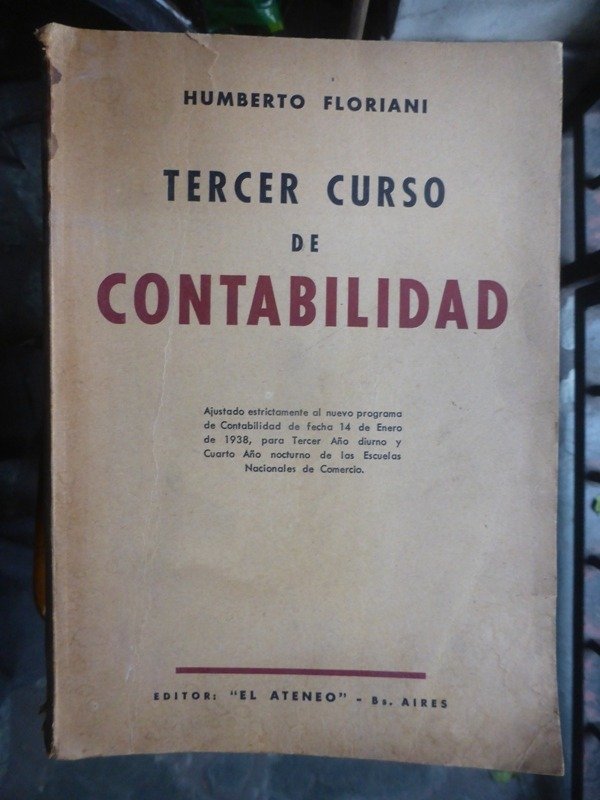 HUMBERTO FLORIANI
TERCER CURSO
DE
CONTABILIDAD
Ajustado estrictamente al nuevo programa
de Contabilidad de fecha 14 de Enero
de 1938, para Tercer Año diurno y
Cuarto Año nocturno de las Escuelas
Nacionales de Comercio.
EDITOR: "EL ATENEO" - Bs. AIRES